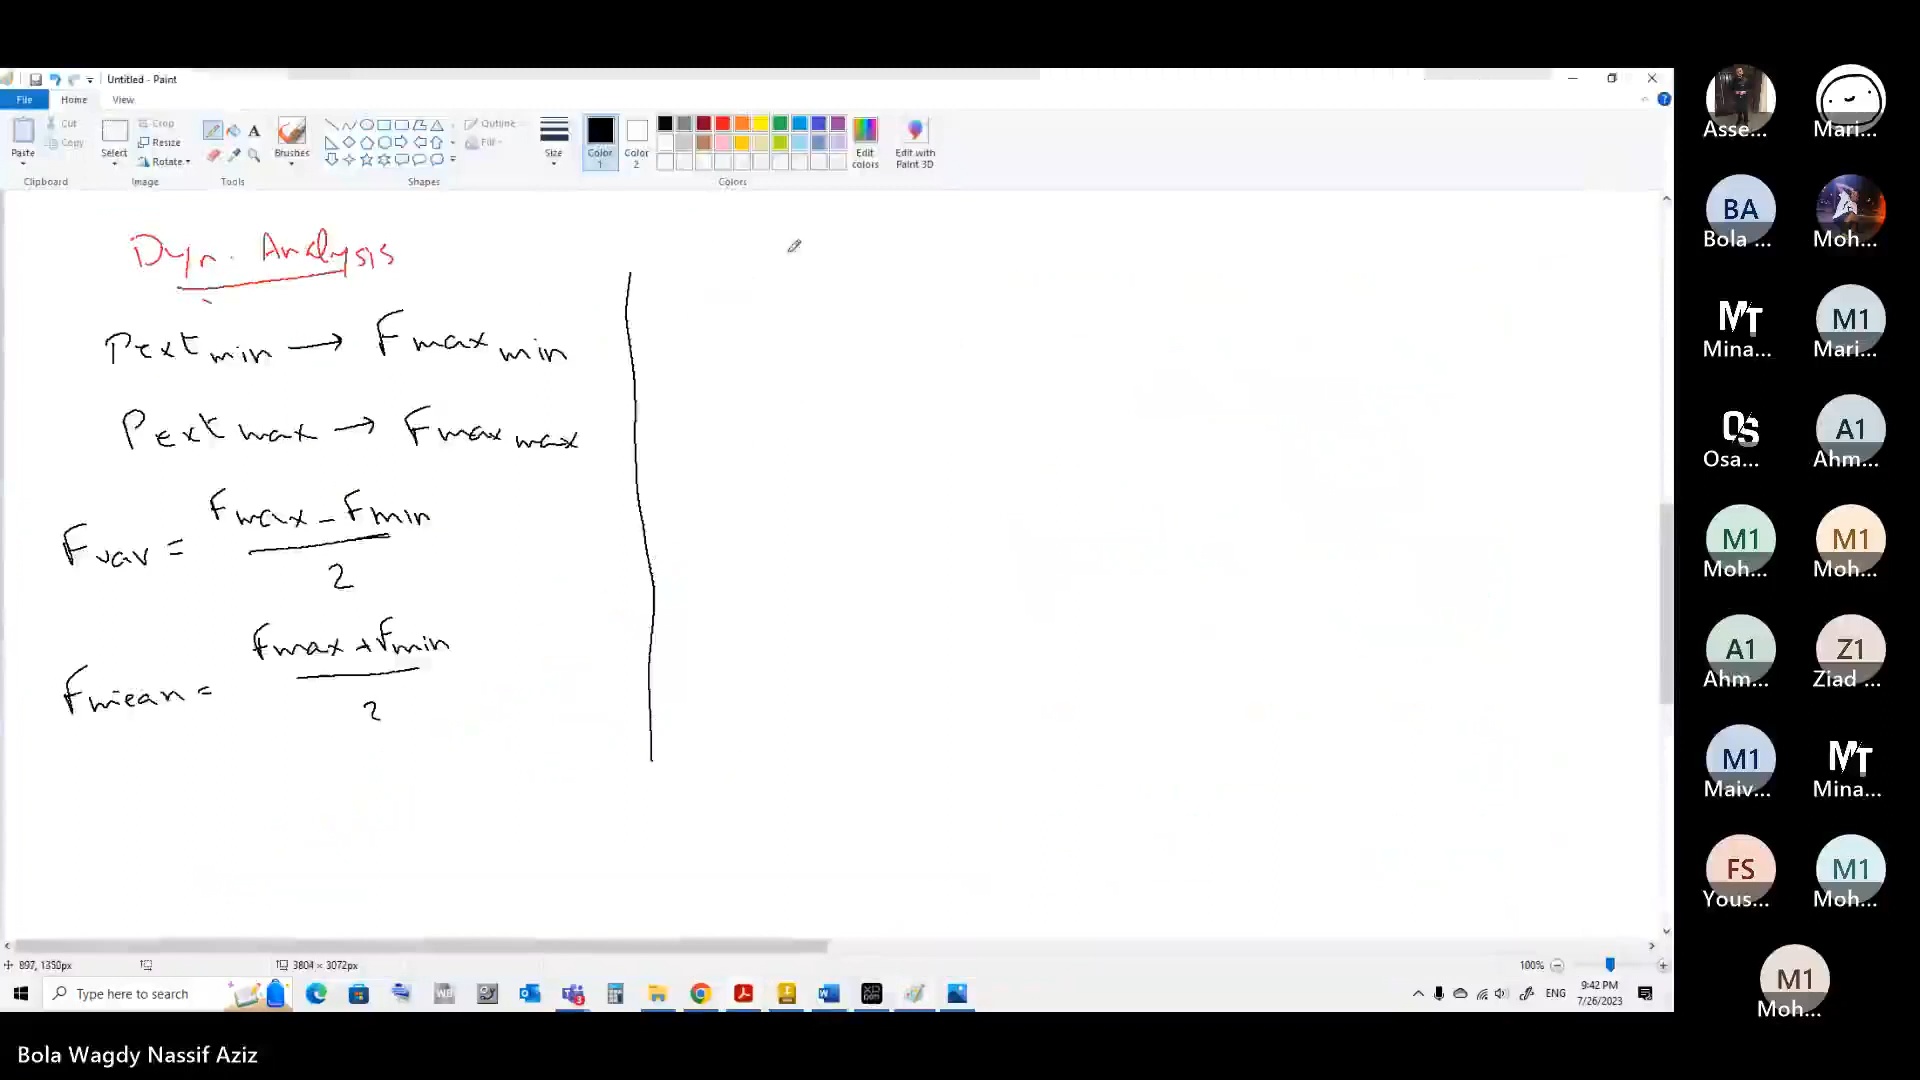 Untitled - Paint
File Home View
Cut
Copy
Paste
Clipboard
Crop
Resize
Rotate
Select
Image
Tools
Brushes
Outline
Fill
Shapes
Size
Color 1
Color 2
Edit colors
Edit with Paint 3D
Colors
Dyn. Analysis
Pext min → Fmax min
Pext max → Fmax max
Fvar = Fmax - Fmin
2
Fmean = Fmax + Fmin
2
897, 1350px
3804 × 3072px
100%
Type here to search
ENG
9:42 PM
7/26/2023
Asse...
Mari...
BA
Bola ...
Moh...
MT
Mina...
M1
Mari...
OS
Osa...
A1
Ahm...
M1
Moh...
M1
Moh...
A1
Ahm...
Z1
Ziad ...
M1
Maiv...
MT
Mina...
FS
Yous...
M1
Moh...
M1
Moh...
Bola Wagdy Nassif Aziz